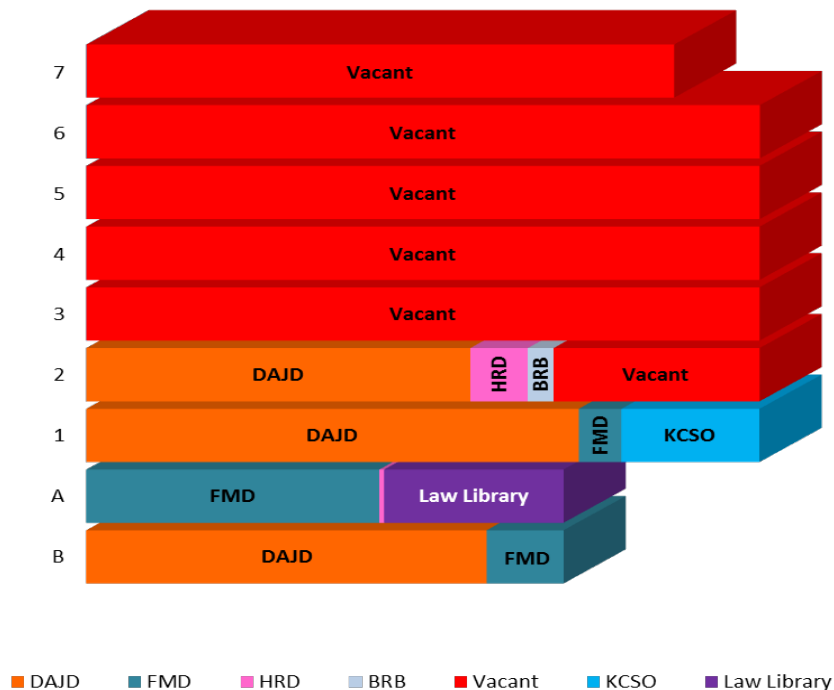 7 Vacant
6 Vacant
5 Vacant
4 Vacant
3 Vacant
2 DAJD HRD BRB Vacant
1 DAJD FMD KCSO
A FMD Law Library
B DAJD FMD
DAJD FMD HRD BRB Vacant KCSO Law Library